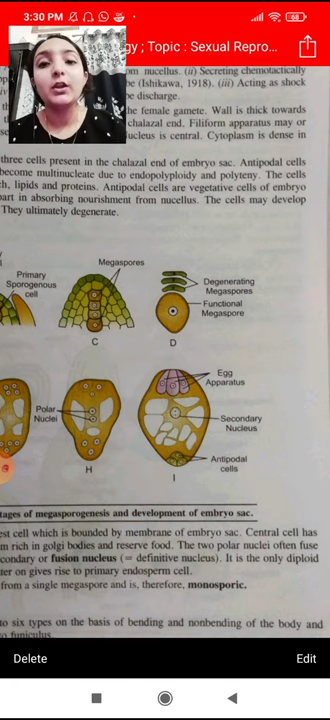 3:30 PM
68
gy ; Topic : Sexual Repro...
om nucellus. (ii) Secreting chemotactically
be (Ishikawa, 1918). (iii) Acting as shock
be discharge.
he female gamete. Wall is thick towards
chalazal end. Filiform apparatus may or
ucleus is central. Cytoplasm is dense in
three cells present in the chalazal end of embryo sac. Antipodal cells
become multinucleate due to endopolyploidy and polyteny. The cells
ch, lipids and proteins. Antipodal cells are vegetative cells of embryo
part in absorbing nourishment from nucellus. The cells may develop
They ultimately degenerate.
Primary
Sporogenous
cell
Megaspores
C
Degenerating
Megaspores
Functional
Megaspore
D
Polar
Nuclei
H
Egg
Apparatus
Secondary
Nucleus
Antipodal
cells
I
tages of megasporogenesis and development of embryo sac.
est cell which is bounded by membrane of embryo sac. Central cell has
m rich in golgi bodies and reserve food. The two polar nuclei often fuse
condary or fusion nucleus (= definitive nucleus). It is the only diploid
ter on gives rise to primary endosperm cell.
from a single megaspore and is, therefore, monosporic.
to six types on the basis of bending and nonbending of the body and
o funiculus.
Delete
Edit